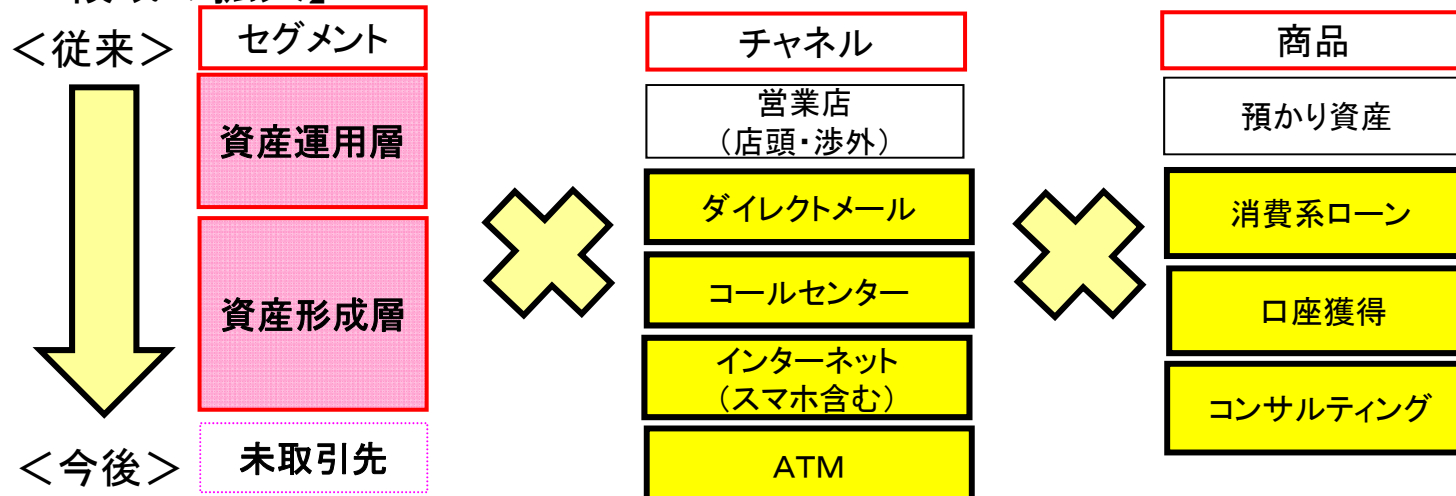 ＜従来＞
セグメント
資産運用層
資産形成層
未取引先
＜今後＞
チャネル
営業店
（店頭・渉外）
ダイレクトメール
コールセンター
インターネット
（スマホ含む）
ＡＴＭ
商品
預かり資産
消費系ローン
口座獲得
コンサルティング